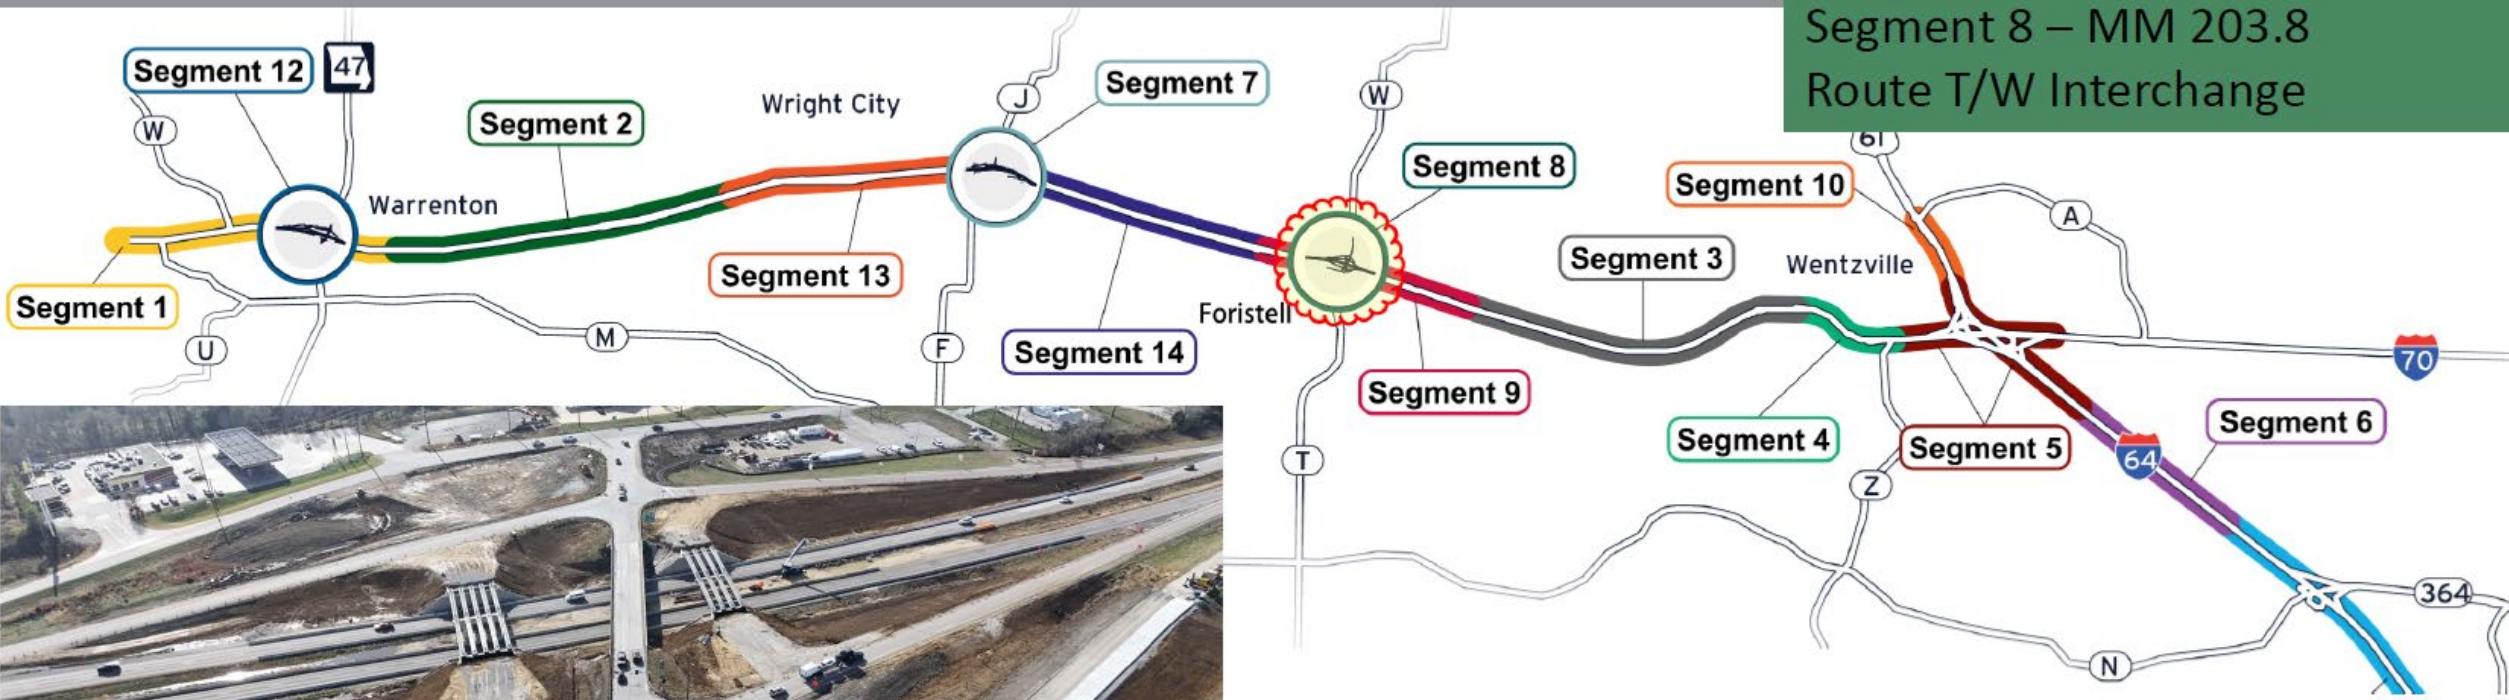 Segment 8 – MM 203.8
Route T/W Interchange
Segment 12
47
Segment 2
Wright City
J
Segment 7
W
W
Segment 8
61
Segment 10
A
Warrenton
Segment 1
Segment 13
Segment 14
Foristell
Segment 3
Wentzville
U
M
F
Segment 9
70
Segment 4
Segment 5
Segment 6
64
T
Z
364
N